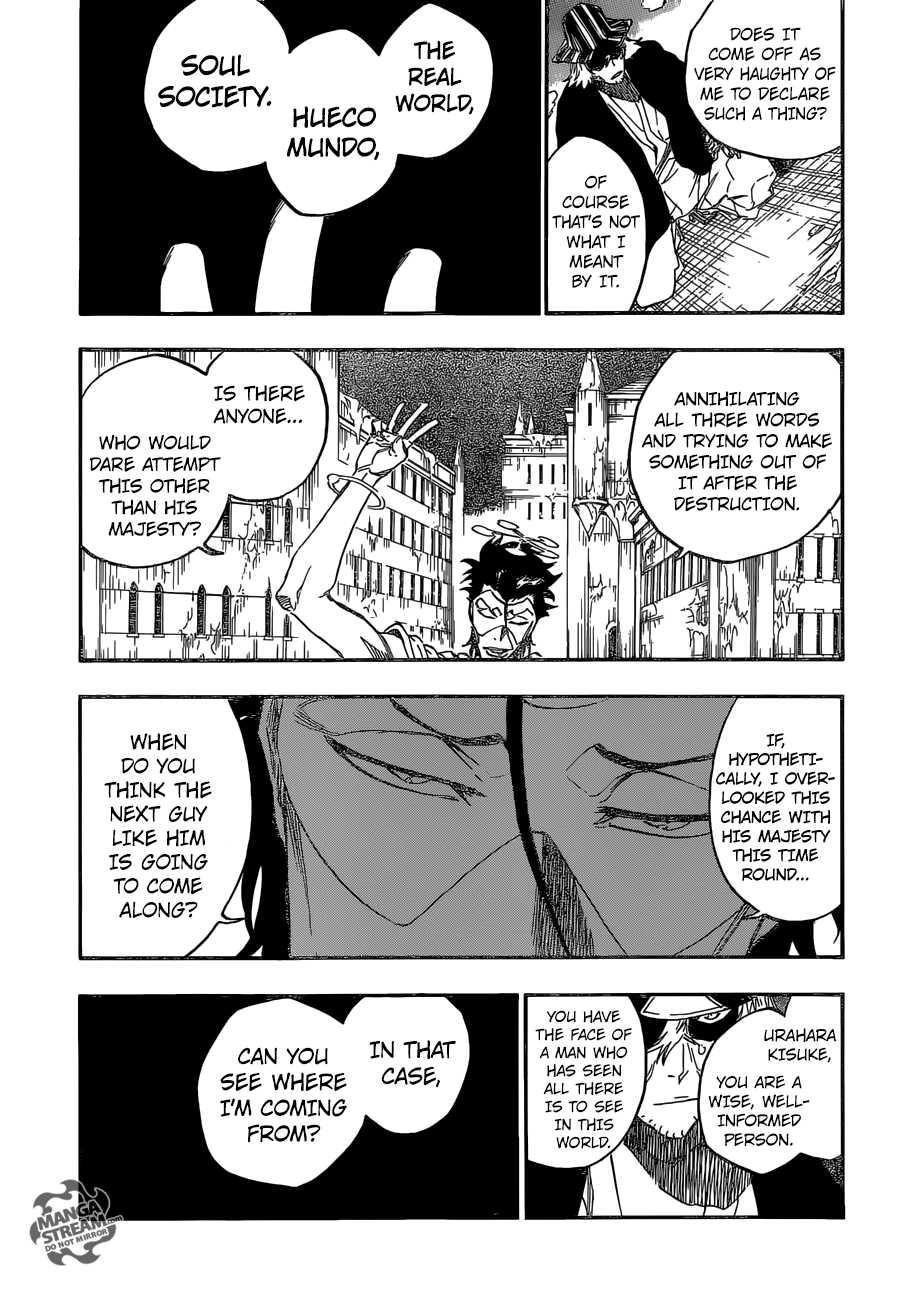 DOES IT
COME OFF AS
VERY HAUGHTY OF
ME TO DECLARE
SUCH A THING?
OF
COURSE
THAT'S NOT
WHAT I
MEANT
BY IT.
THE
REAL
WORLD,
HUECO
MUNDO,
SOUL
SOCIETY.
ANNIHILATING
ALL THREE WORDS
AND TRYING TO MAKE
SOMETHING OUT OF
IT AFTER THE
DESTRUCTION.
IS THERE
ANYONE...
WHO WOULD
DARE ATTEMPT
THIS OTHER
THAN HIS
MAJESTY?
IF,
HYPOTHETI-
CALLY, I OVER-
LOOKED THIS
CHANCE WITH
HIS MAJESTY
THIS TIME
ROUND...
WHEN
DO YOU
THINK THE
NEXT GUY
LIKE HIM
IS GOING
TO COME
ALONG?
URAHARA
KISUKE,
YOU ARE A
WISE, WELL-
INFORMED
PERSON.
YOU HAVE
THE FACE OF
A MAN WHO
HAS SEEN
ALL THERE
IS TO SEE
IN THIS
WORLD.
IN THAT
CASE,
CAN YOU
SEE WHERE
I'M COMING
FROM?
MANGA
STREAM.com
DO NOT MIRROR